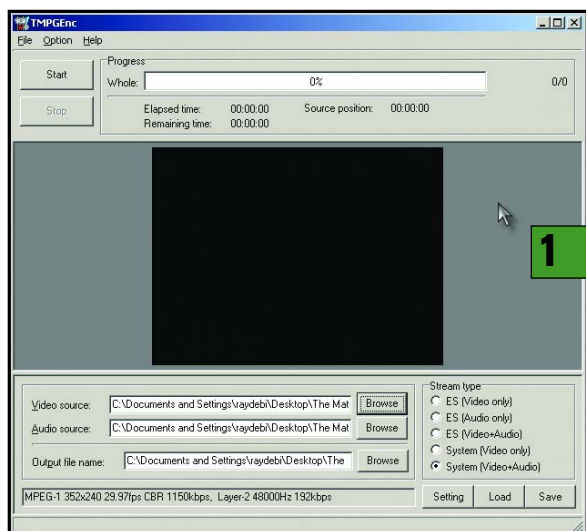 TMPGEnc
File Option Help
Progress
Start
Whole: 0% 0/0
Stop
Elapsed time: 00:00:00 Source position: 00:00:00
Remaining time: 00:00:00
1
Stream type
Video source: C:\Documents and Settings\raydebi\Desktop\The Mat Browse
ES (Video only)
Audio source: C:\Documents and Settings\raydebi\Desktop\The Mat Browse
ES (Audio only)
ES (Video+Audio)
Output file name: C:\Documents and Settings\raydebi\Desktop\The Browse
System (Video only)
System (Video+Audio)
MPEG-1 352x240 29.97fps CBR 1150kbps, Layer-2 48000Hz 192kbps Setting Load Save